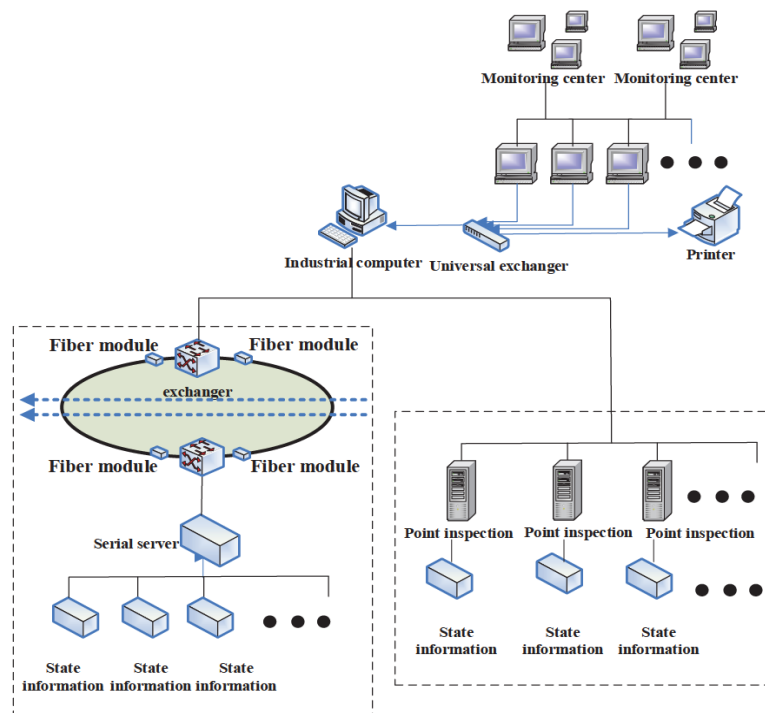 Monitoring center Monitoring center
Industrial computer
Universal exchanger
Printer
Fiber module
Fiber module
exchanger
Fiber module
Fiber module
Serial server
State
information
State
information
State
information
Point inspection
Point inspection
Point inspection
State
information
State
information
State
information